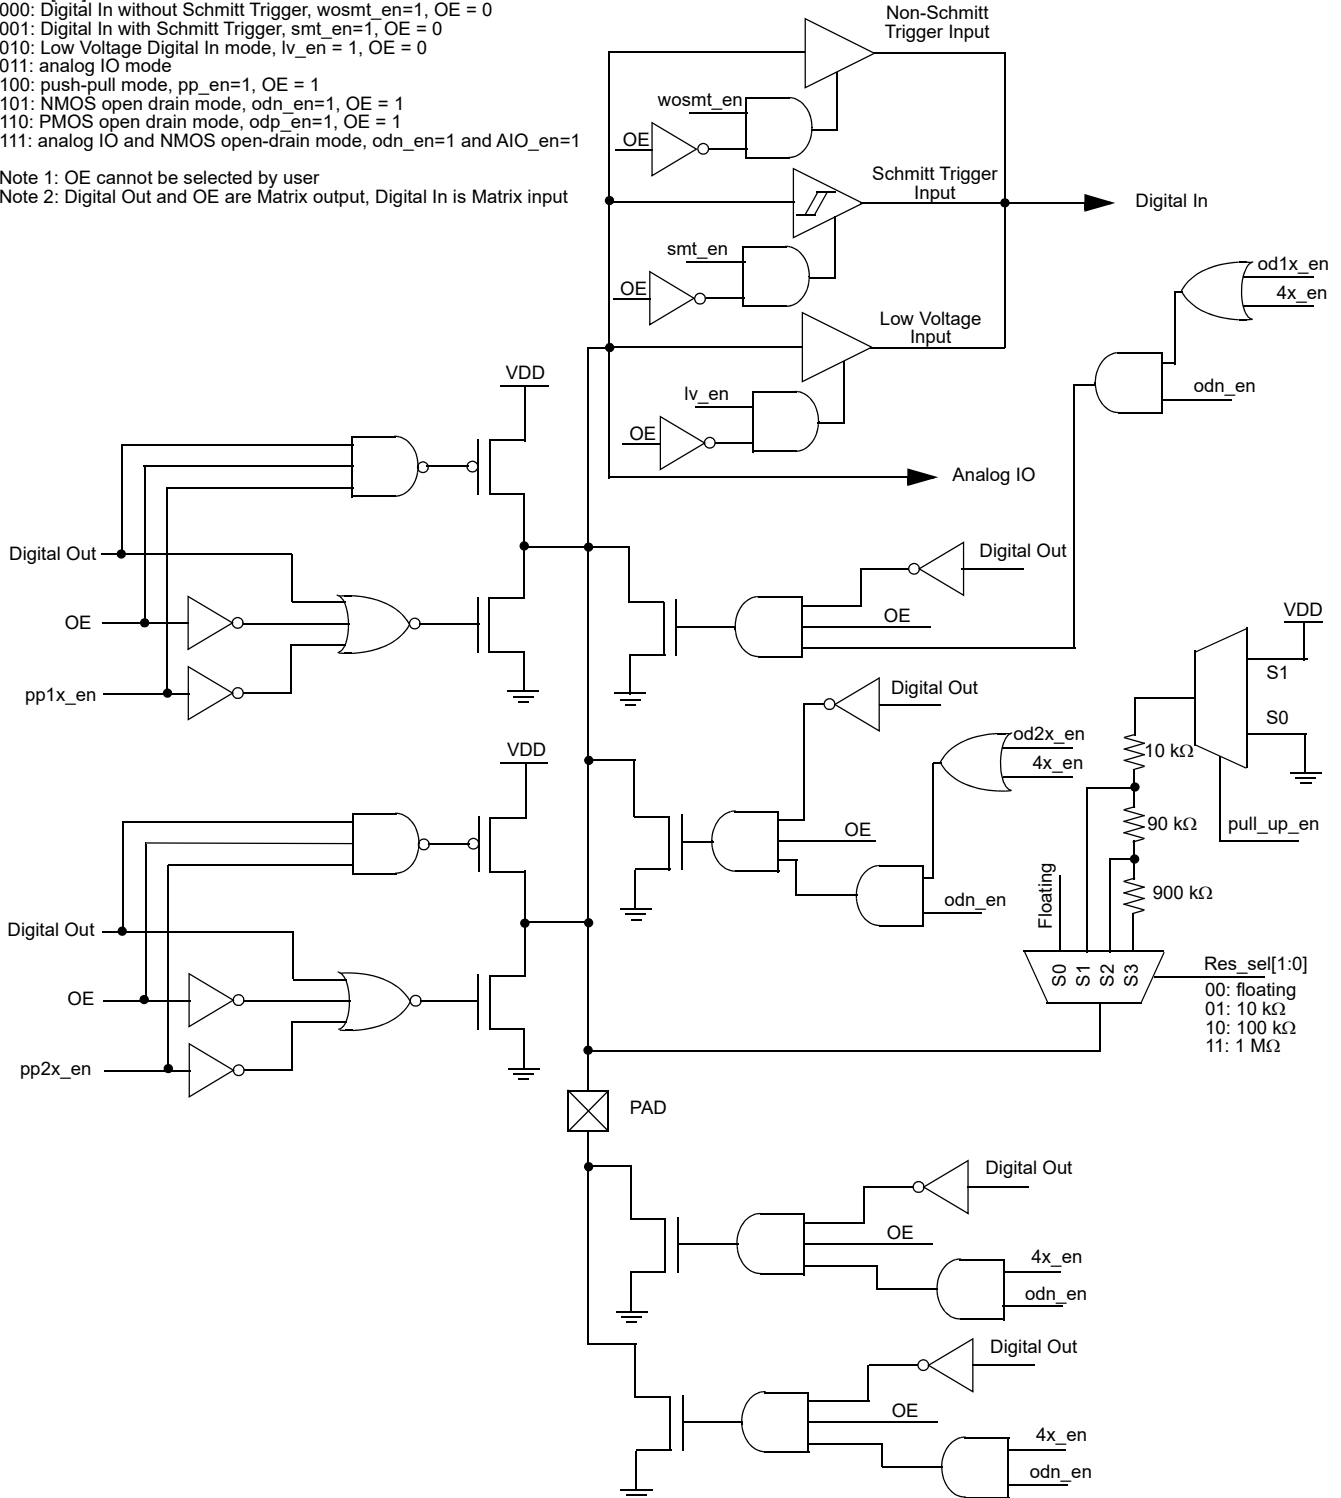 000: Digital In without Schmitt Trigger, wosmt_en=1, OE = 0
001: Digital In with Schmitt Trigger, smt_en=1, OE = 0
010: Low Voltage Digital In mode, lv_en = 1, OE = 0
011: analog IO mode
100: push-pull mode, pp_en=1, OE = 1
101: NMOS open drain mode, odn_en=1, OE = 1
110: PMOS open drain mode, odp_en=1, OE = 1
111: analog IO and NMOS open-drain mode, odn_en=1 and AIO_en=1
Note 1: OE cannot be selected by user
Note 2: Digital Out and OE are Matrix output, Digital In is Matrix input
Non-Schmitt
Trigger Input
wosmt_en
OE
Schmitt Trigger
Input
Digital In
smt_en
OE
od1x_en
4x_en
Low Voltage
Input
odn_en
lv_en
OE
Analog IO
VDD
Digital Out
OE
pp1x_en
Digital Out
OE
VDD
S1
S0
pull_up_en
10 kΩ
90 kΩ
900 kΩ
Digital Out
od2x_en
4x_en
OE
odn_en
VDD
Digital Out
OE
pp2x_en
Floating
S0
S1
S2
S3
Res_sel[1:0]
00: floating
01: 10 kΩ
10: 100 kΩ
11: 1 MΩ
PAD
Digital Out
OE
4x_en
odn_en
Digital Out
OE
4x_en
odn_en